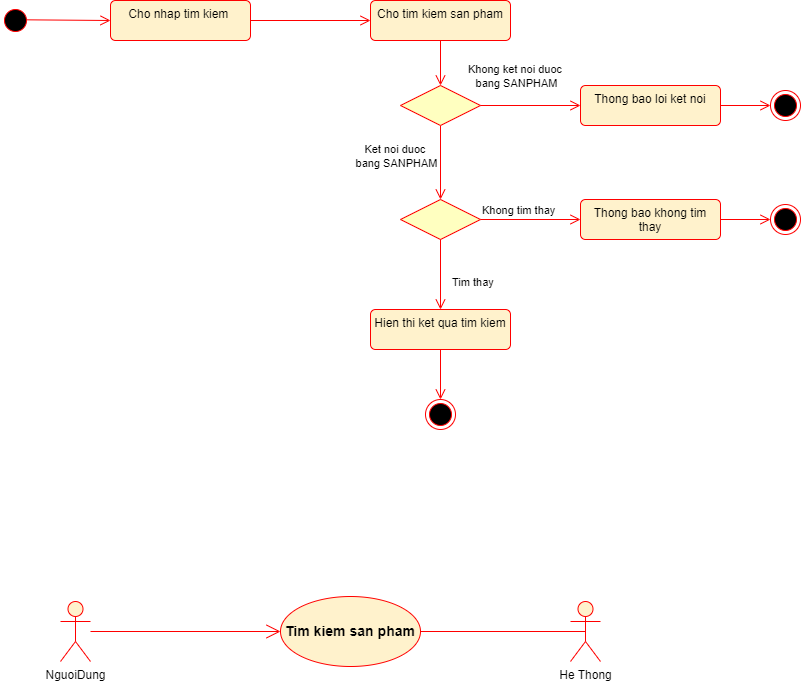 Cho nhap tim kiem
Cho tim kiem san pham
Khong ket noi duoc
bang SANPHAM
Thong bao loi ket noi
Ket noi duoc
bang SANPHAM
Khong tim thay
Thong bao khong tim
thay
Tim thay
Hien thi ket qua tim kiem
Tim kiem san pham
NguoiDung
He Thong